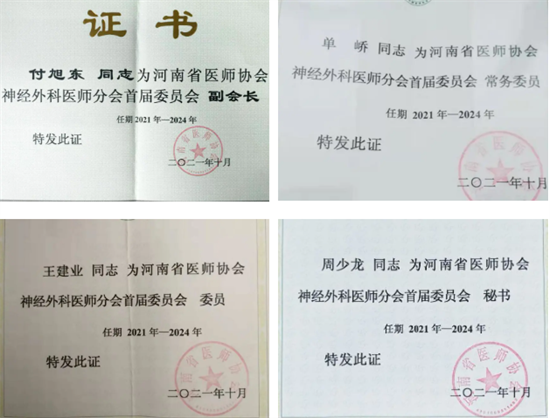 证书
付旭东 同志为河南省医师协会
神经外科医师分会首届委员会 副会长
任期 2021 年—2024 年
特发此证
二〇二一年十月
单 峤 同志 为河南省医师协会
神经外科医师分会首届委员会 常务委员
任期 2021 年—2024 年
特发此证
二〇二一年十月
王建业 同志 为河南省医师协会
神经外科医师分会首届委员会 委员
任期 2021 年—2024 年
特发此证
二〇二一年十月
周少龙 同志 为河南省医师协会
神经外科医师分会首届委员会 秘书
任期 2021 年—2024 年
特发此证
二〇二一年十月